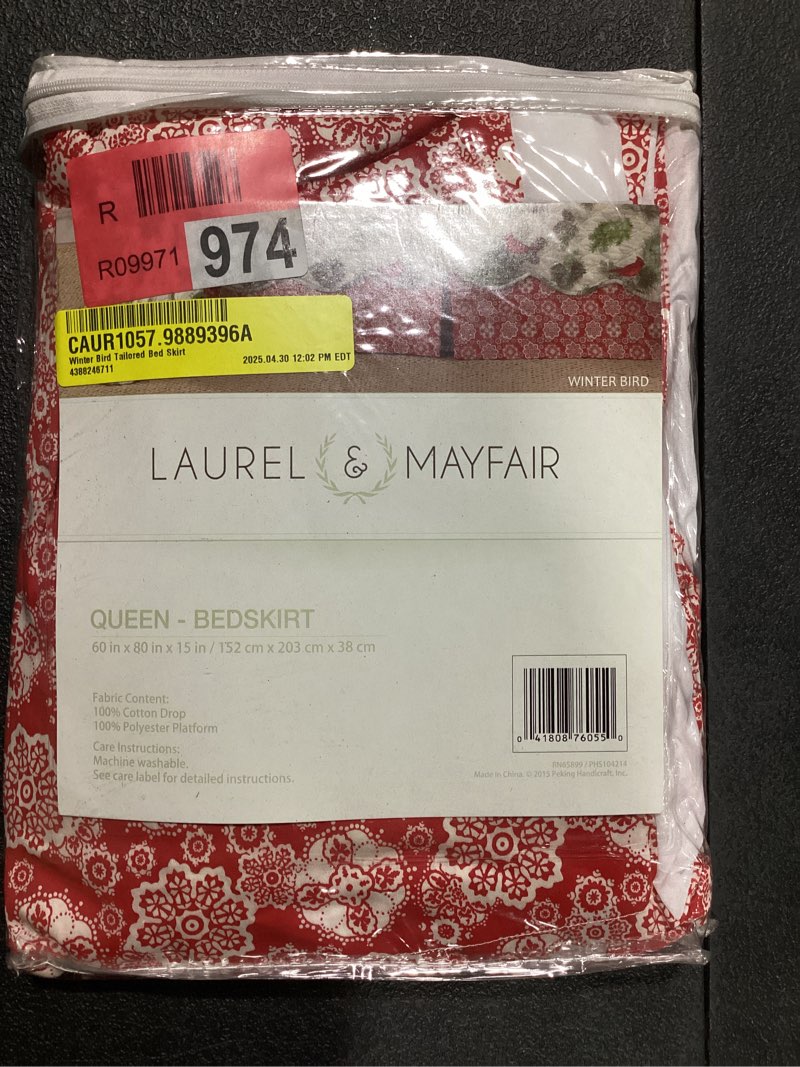 R
R09971 974
CAUR1057.9889396A
Winter Bird Tailored Bed Skirt 2025.04.30 12:02 PM EDT
4388246711
WINTER BIRD
LAUREL & MAYFAIR
QUEEN - BEDSKIRT
60 in x 80 in x 15 in / 152 cm x 203 cm x 38 cm
Fabric Content:
100% Cotton Drop
100% Polyester Platform
Care Instructions:
Machine washable.
See care label for detailed instructions.
0 41808 76055 0
RN65899 / PHS104214
Made in China. © 2015 Peking Handicraft, Inc.